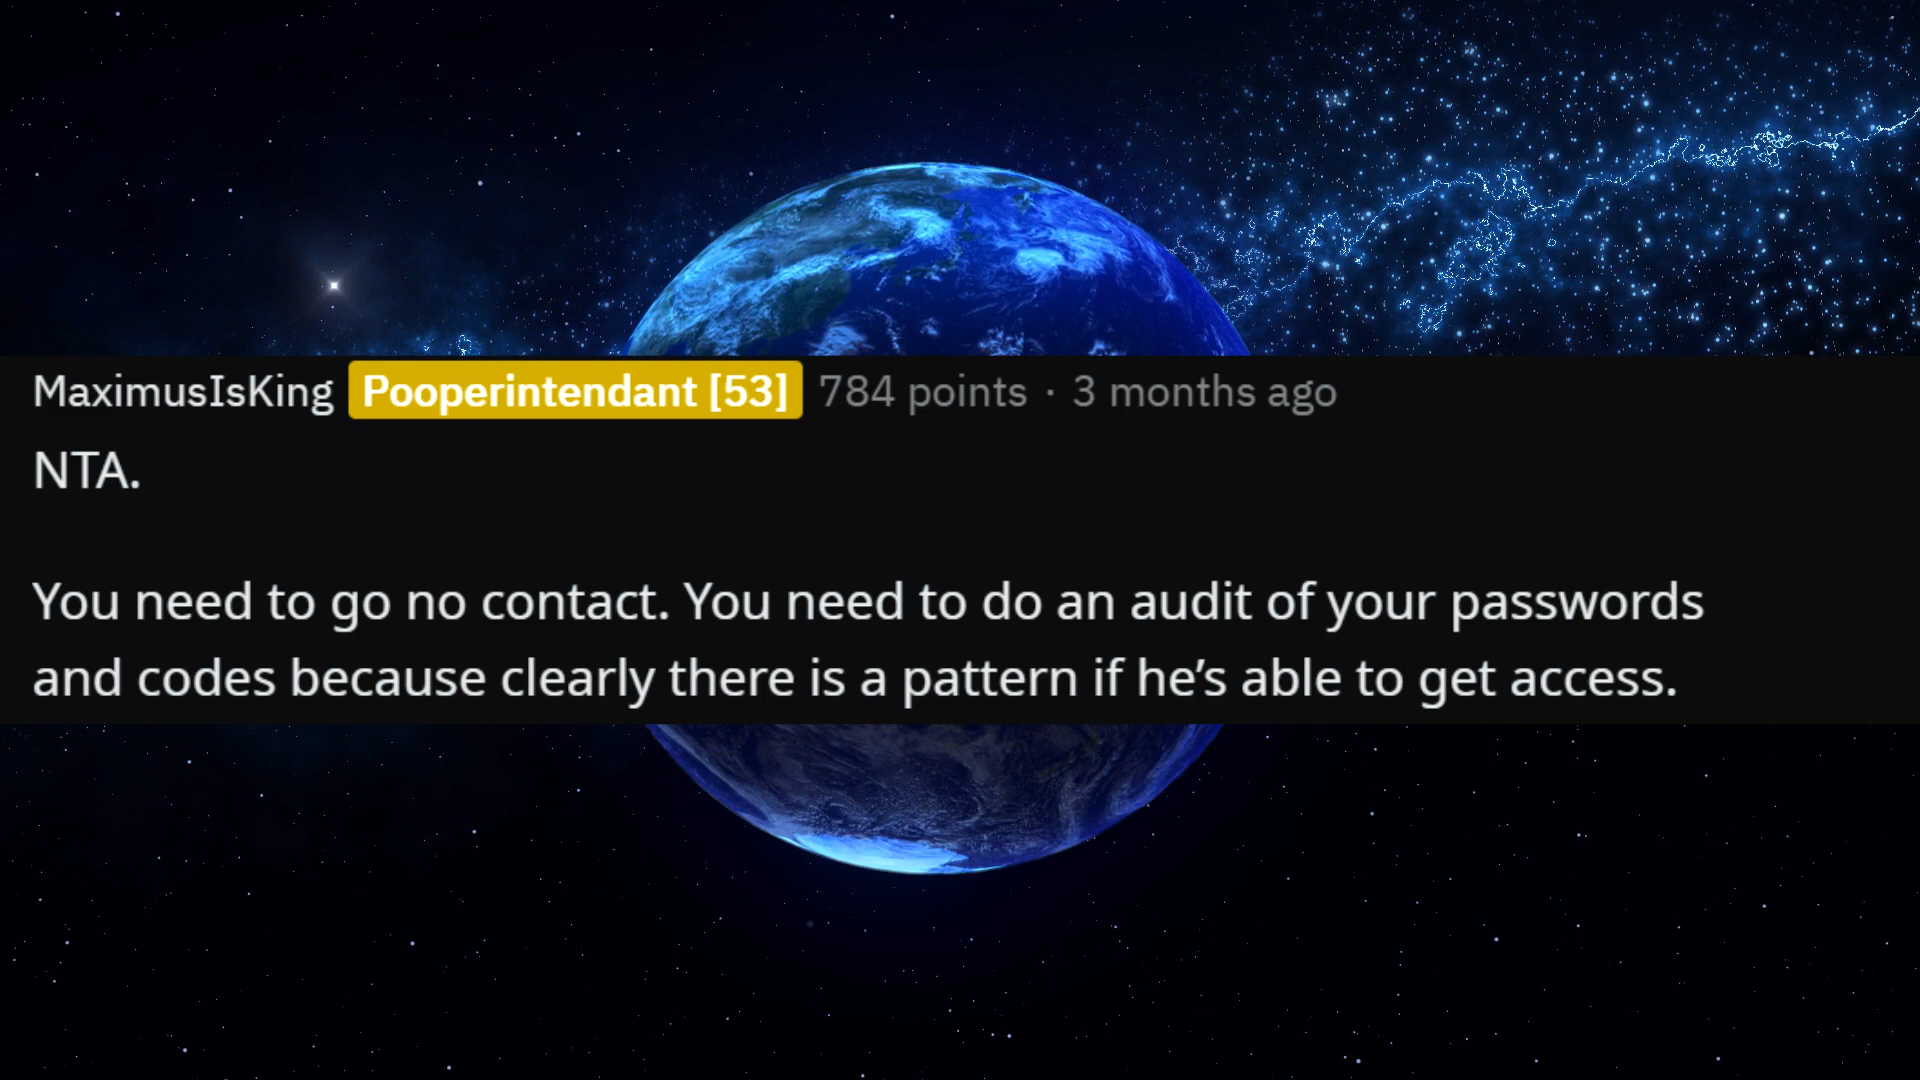 MaximusIsKing Pooperintendant [53] 784 points · 3 months ago
NTA.
You need to go no contact. You need to do an audit of your passwords
and codes because clearly there is a pattern if he’s able to get access.